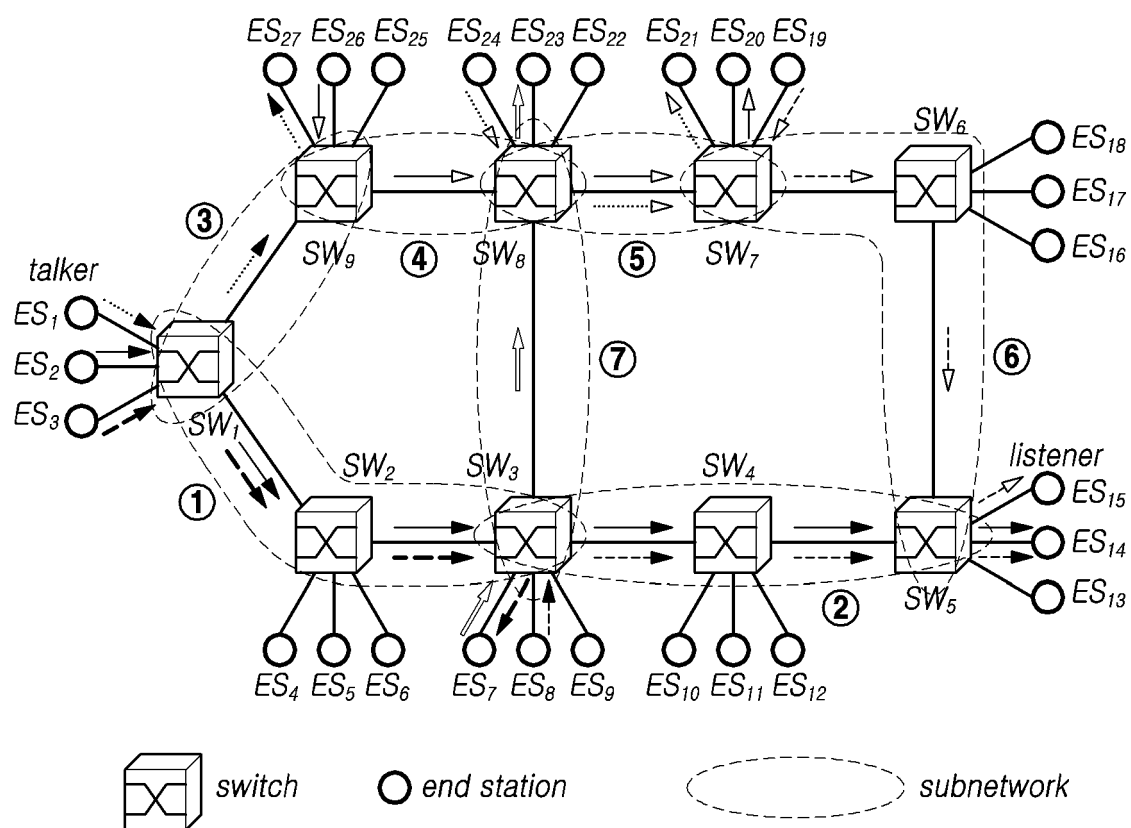 ES27 ES26 ES25 ES24 ES23 ES22 ES21 ES20 ES19
SW6
ES18
ES17
ES16
③
SW9
④
SW8
⑤
SW7
talker
ES1
ES2
ES3
SW1
⑦
⑥
SW2
SW3
SW4
listener
ES15
ES14
ES13
①
②
SW5
ES4 ES5 ES6 ES7 ES8 ES9 ES10 ES11 ES12
switch
end station
subnetwork